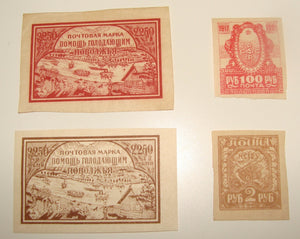 2250 ПОЧТОВАЯ МАРКА 2250
ПОМОЩЬ ГОЛОДАЮЩИМ
ПОВОЛЖЬЯ
РУБ 100 РУБ
ПОЧТА
2250 ПОЧТОВАЯ МАРКА 2250
ПОМОЩЬ ГОЛОДАЮЩИМ
ПОВОЛЖЬЯ
ПОЧТА
РУБ 2 РУБ